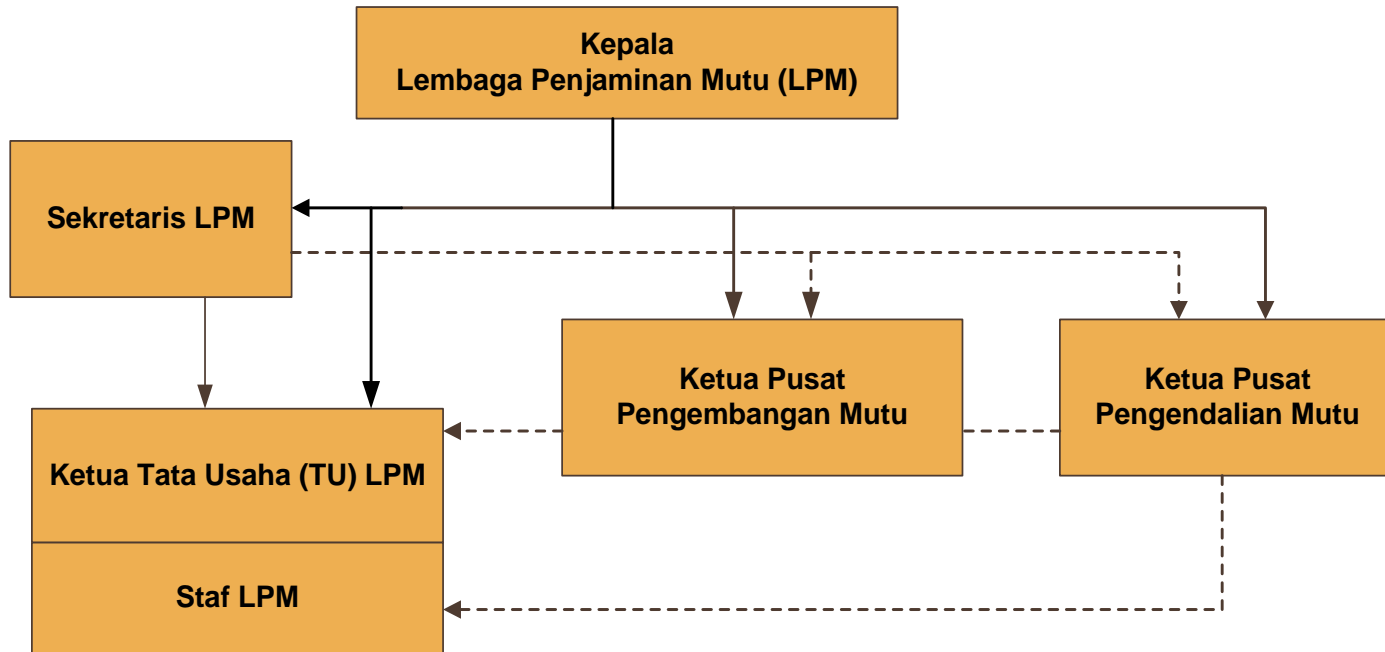 Kepala
Lembaga Penjaminan Mutu (LPM)
Sekretaris LPM
Ketua Pusat
Pengembangan Mutu
Ketua Pusat
Pengendalian Mutu
Ketua Tata Usaha (TU) LPM
Staf LPM